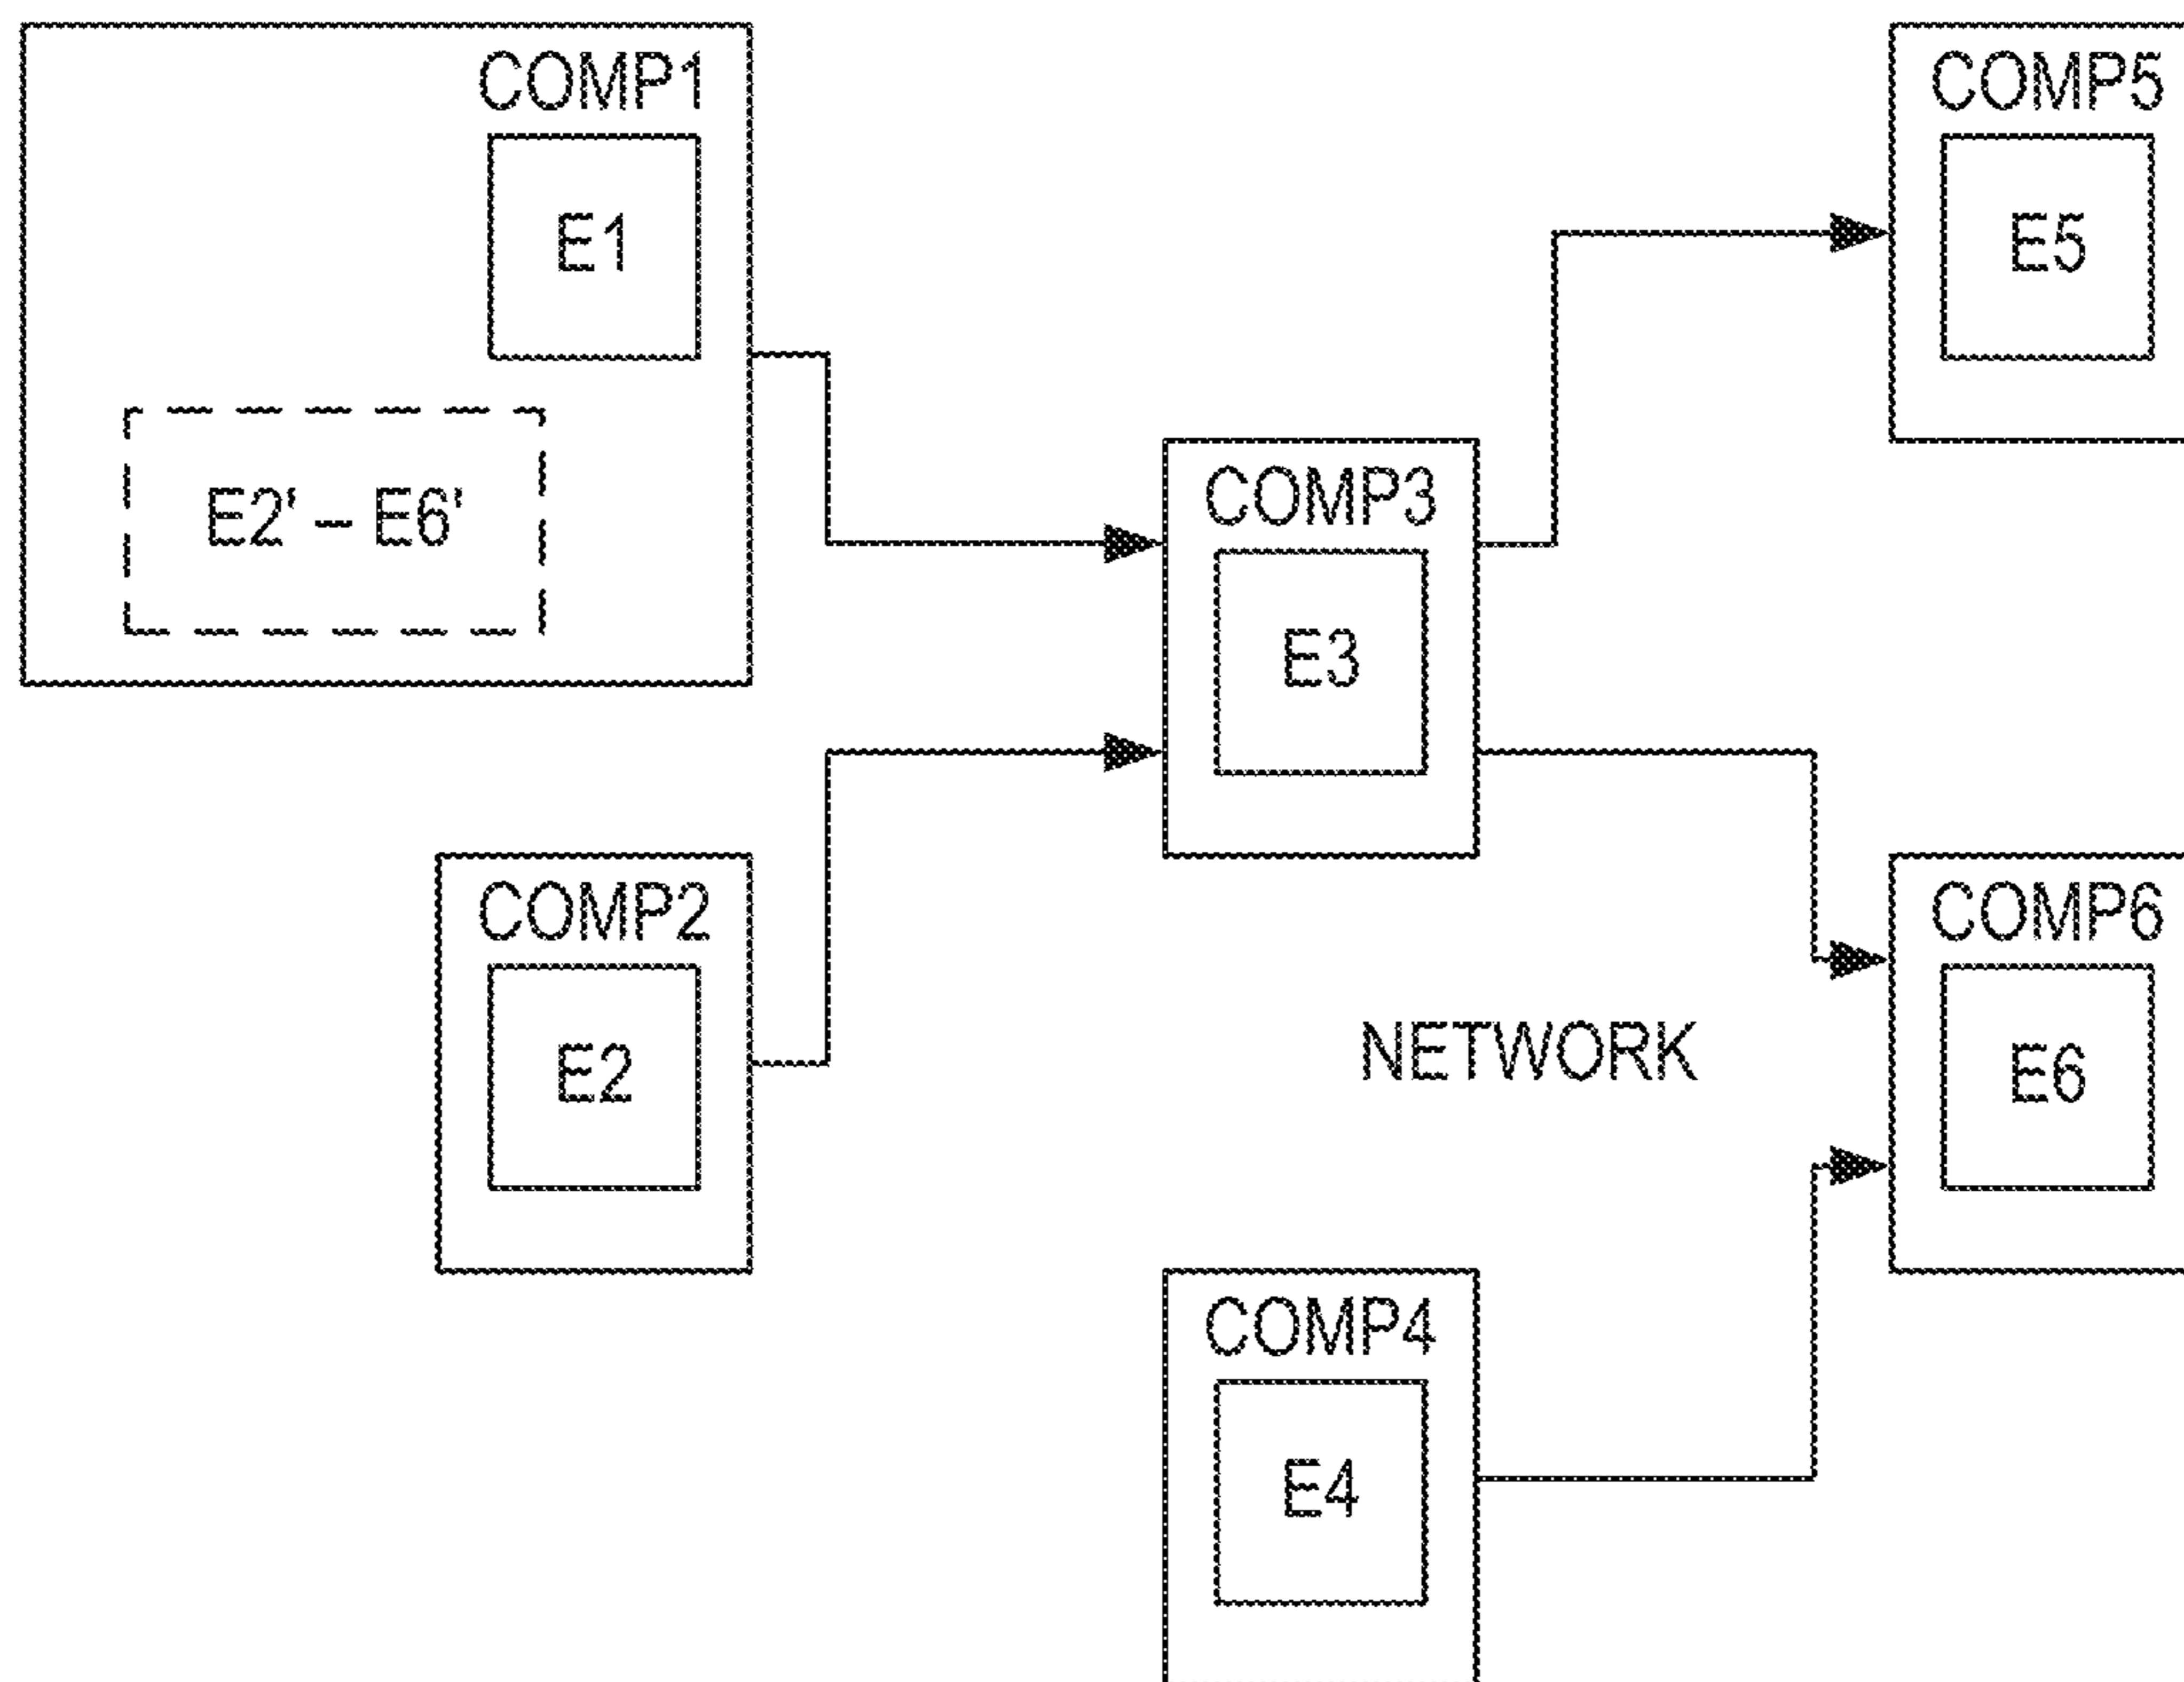 COMP1
E1
E2' – E6'
COMP2
E2
COMP3
E3
NETWORK
COMP4
E4
COMP5
E5
COMP6
E6